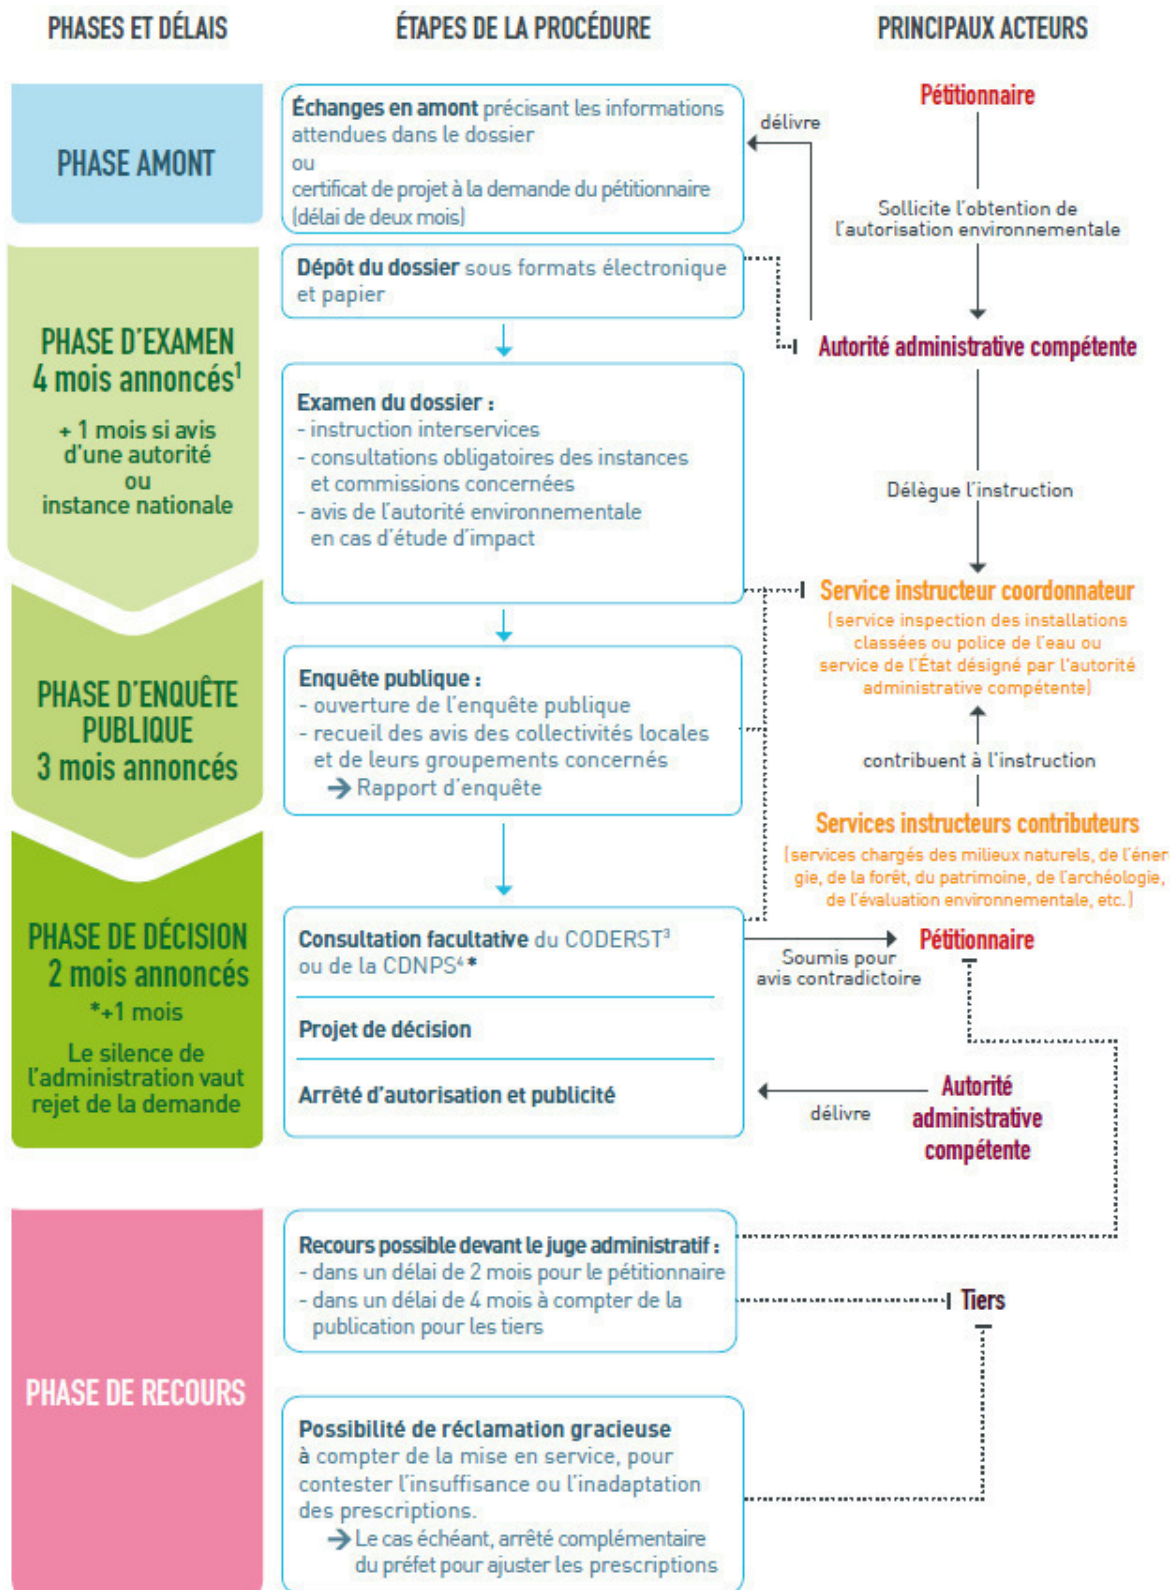 PHASES ET DÉLAIS
ÉTAPES DE LA PROCÉDURE
PRINCIPAUX ACTEURS
PHASE AMONT
Échanges en amont précisant les informations
attendues dans le dossier
ou
certificat de projet à la demande du pétitionnaire
(délai de deux mois)
délivre
Pétitionnaire
Sollicite l'obtention de
l'autorisation environnementale
PHASE D'EXAMEN
4 mois annoncés¹
+ 1 mois si avis
d'une autorité
ou
instance nationale
Dépôt du dossier sous formats électronique
et papier
Autorité administrative compétente
Examen du dossier :
- instruction interservices
- consultations obligatoires des instances
et commissions concernées
- avis de l'autorité environnementale
en cas d'étude d'impact
Délègue l'instruction
Service instructeur coordonnateur
(service inspection des installations
classées ou police de l'eau ou
service de l'État désigné par l'autorité
administrative compétente)
PHASE D'ENQUÊTE
PUBLIQUE
3 mois annoncés
Enquête publique :
- ouverture de l'enquête publique
- recueil des avis des collectivités locales
et de leurs groupements concernés
→ Rapport d'enquête
contribuent à l'instruction
Services instructeurs contributeurs
(services chargés des milieux naturels, de l'éner
gie, de la forêt, du patrimoine, de l'archéologie,
de l'évaluation environnementale, etc.)
PHASE DE DÉCISION
2 mois annoncés
*+1 mois
Le silence de
l'administration vaut
rejet de la demande
Consultation facultative du CODERST³
ou de la CDNPS⁴*
Projet de décision
Arrêté d'autorisation et publicité
Soumis pour
avis contradictoire
Pétitionnaire
délivre
Autorité
administrative
compétente
PHASE DE RECOURS
Recours possible devant le juge administratif :
- dans un délai de 2 mois pour le pétitionnaire
- dans un délai de 4 mois à compter de la
publication pour les tiers
Tiers
Possibilité de réclamation gracieuse
à compter de la mise en service, pour
contester l'insuffisance ou l'inadaptation
des prescriptions.
→ Le cas échéant, arrêté complémentaire
du préfet pour ajuster les prescriptions